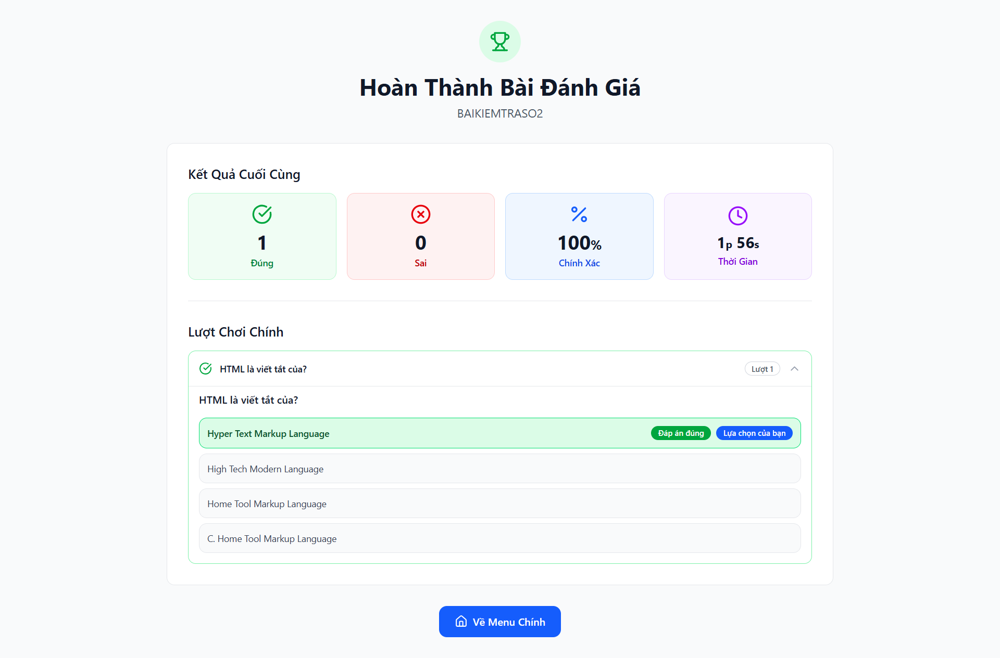 Hoàn Thành Bài Đánh Giá
BAIKIEMTRASO2
Kết Quả Cuối Cùng
1
Đúng
0
Sai
100%
Chính Xác
1p 56s
Thời Gian
Lượt Chơi Chính
HTML là viết tắt của?
Lượt 1
HTML là viết tắt của?
Hyper Text Markup Language
Đáp án đúng
Lựa chọn của bạn
High Tech Modern Language
Home Tool Markup Language
C. Home Tool Markup Language
Về Menu Chính